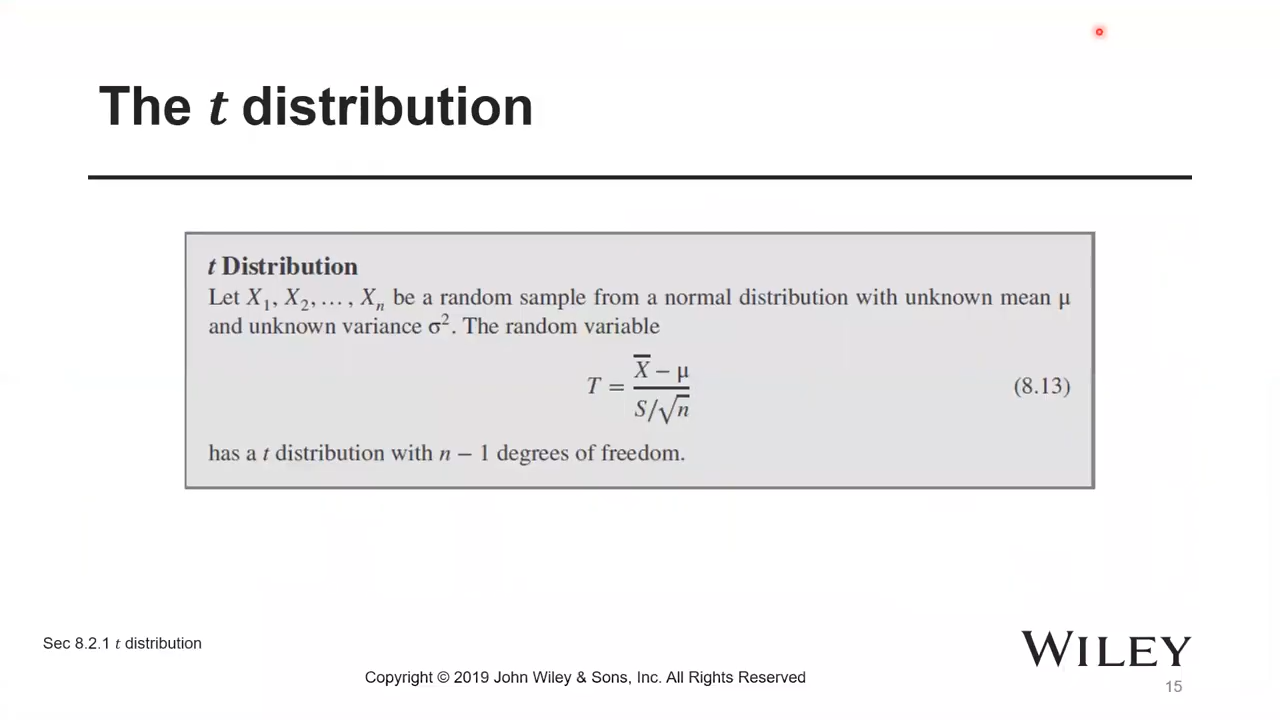 The t distribution
t Distribution
Let X₁, X₂, … , Xₙ be a random sample from a normal distribution with unknown mean μ
and unknown variance σ². The random variable
T = (X̅ − μ) / (S/√n) (8.13)
has a t distribution with n − 1 degrees of freedom.
Sec 8.2.1 t distribution
WILEY
Copyright © 2019 John Wiley & Sons, Inc. All Rights Reserved
15